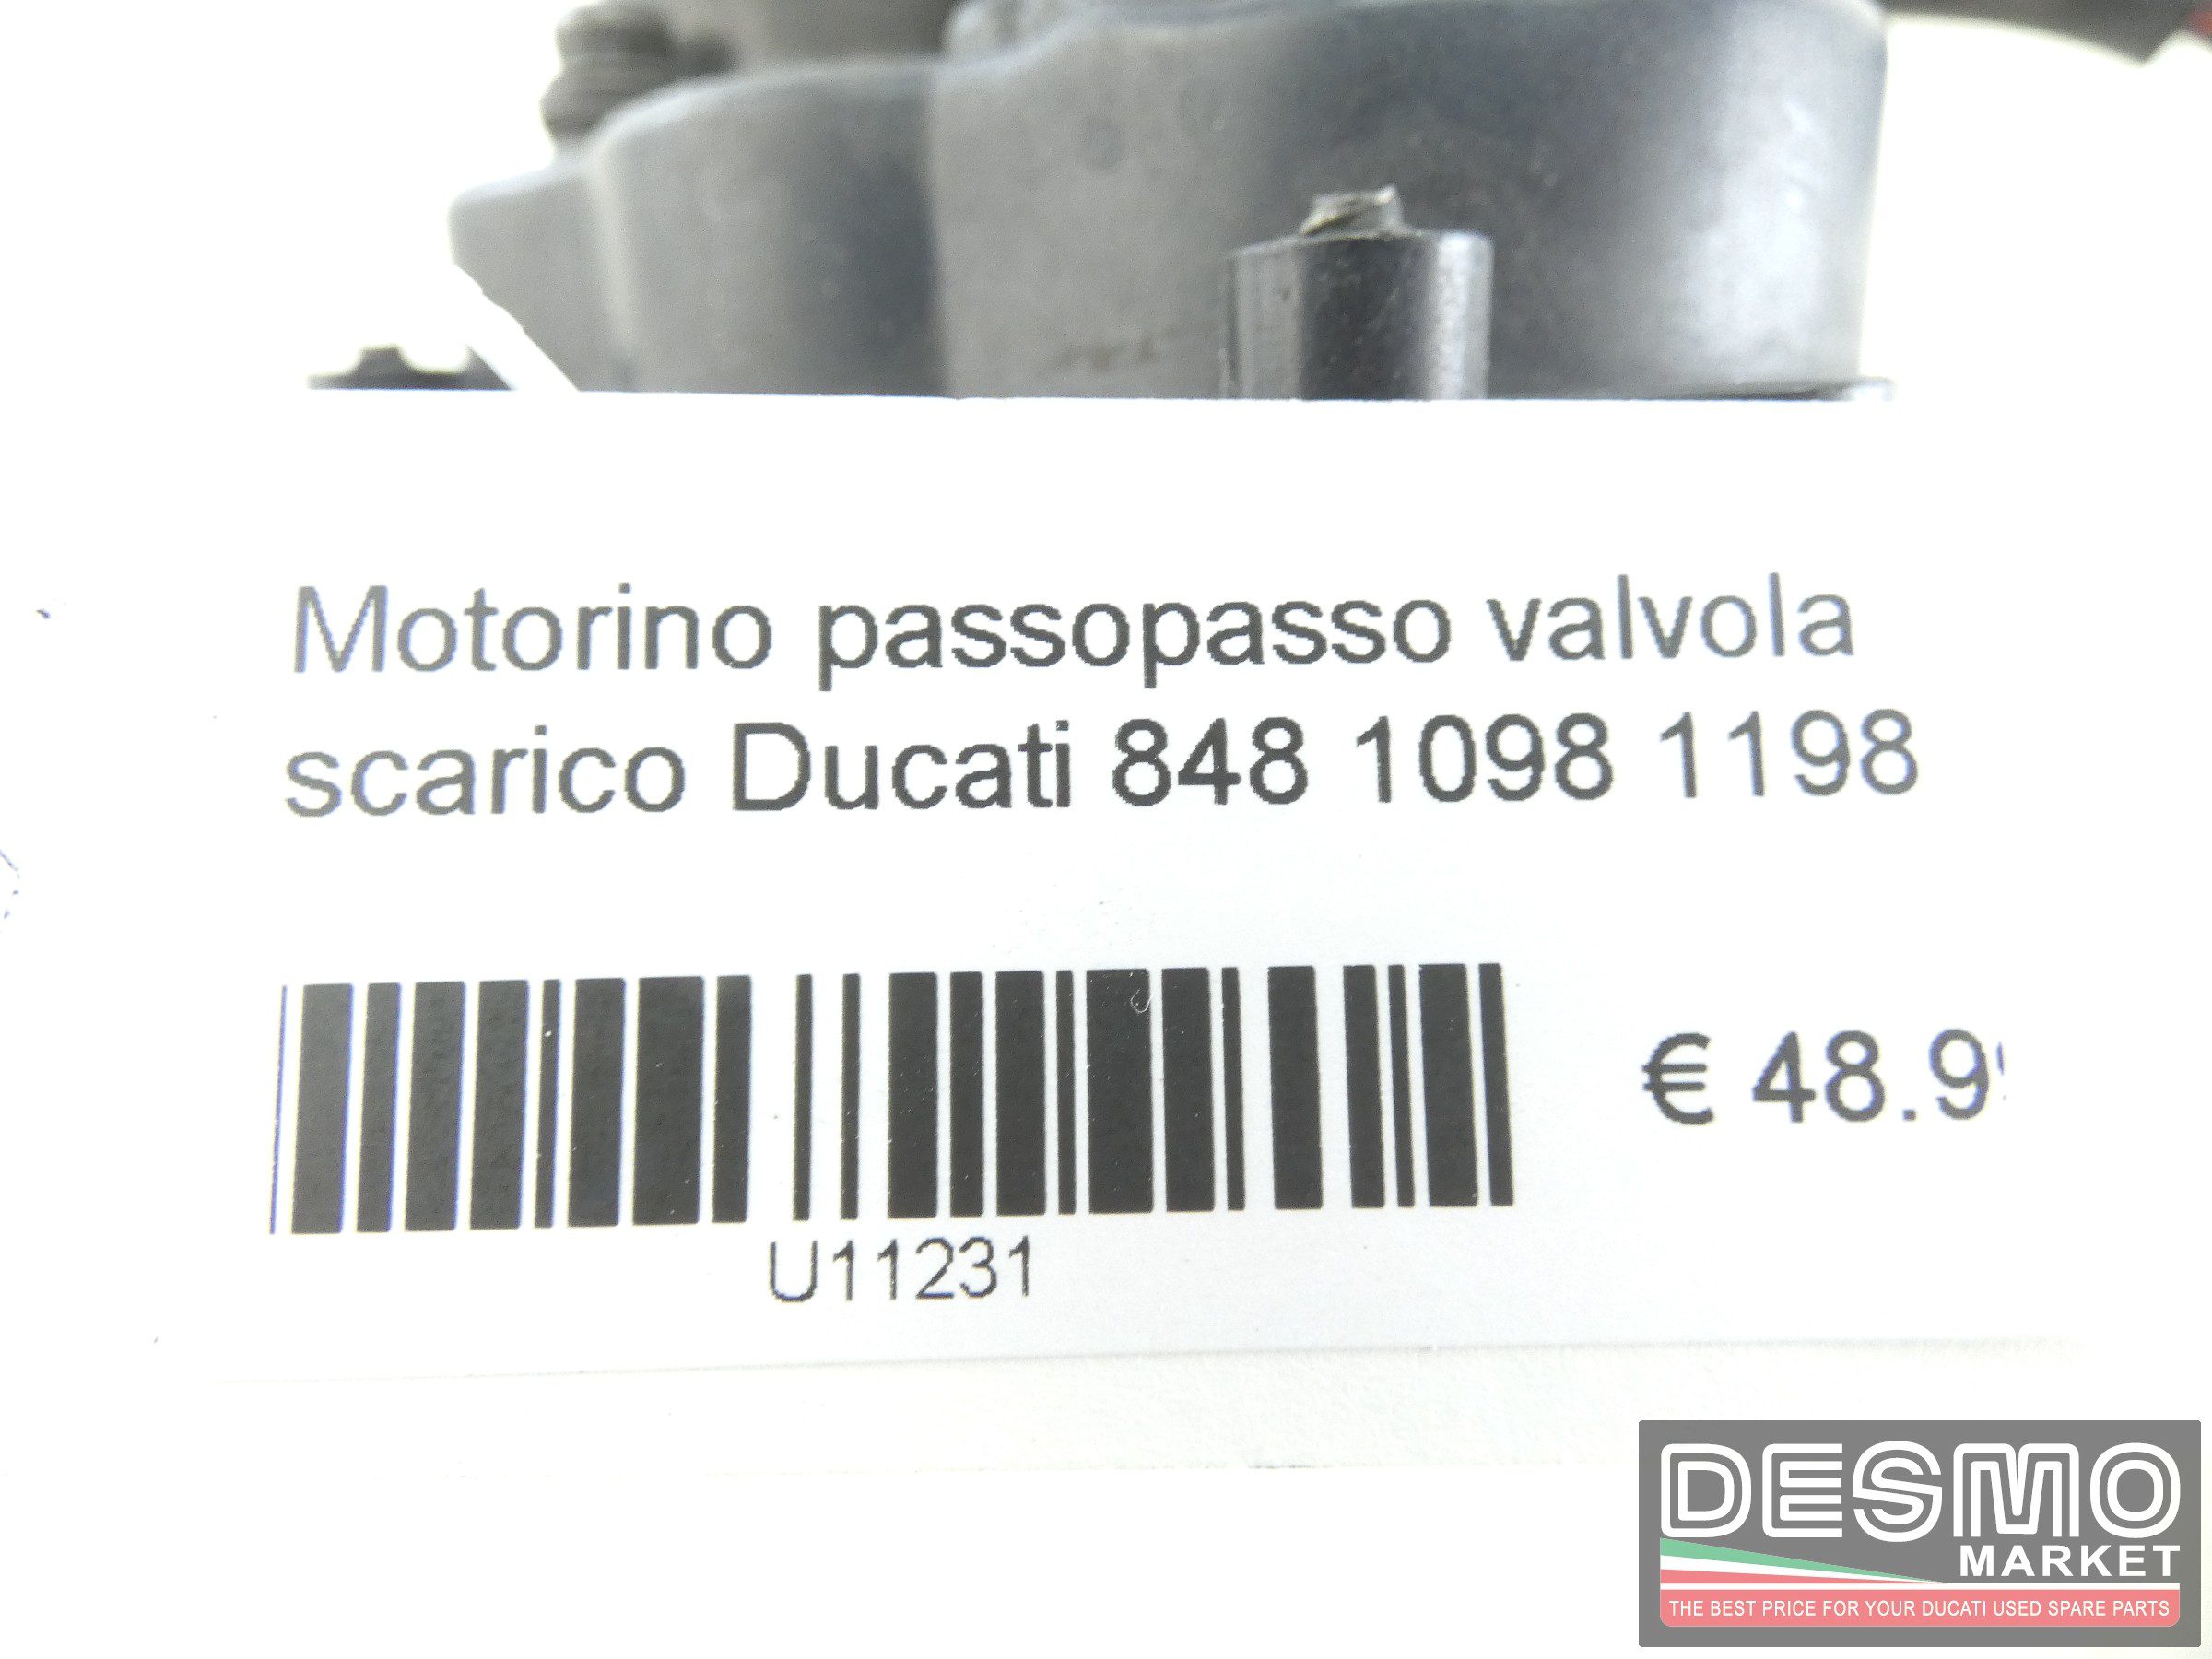 Motorino passopasso valvola
scarico Ducati 848 1098 1198
€ 48.9
U11231
DESMO
MARKET
THE BEST PRICE FOR YOUR DUCATI USED SPARE PARTS